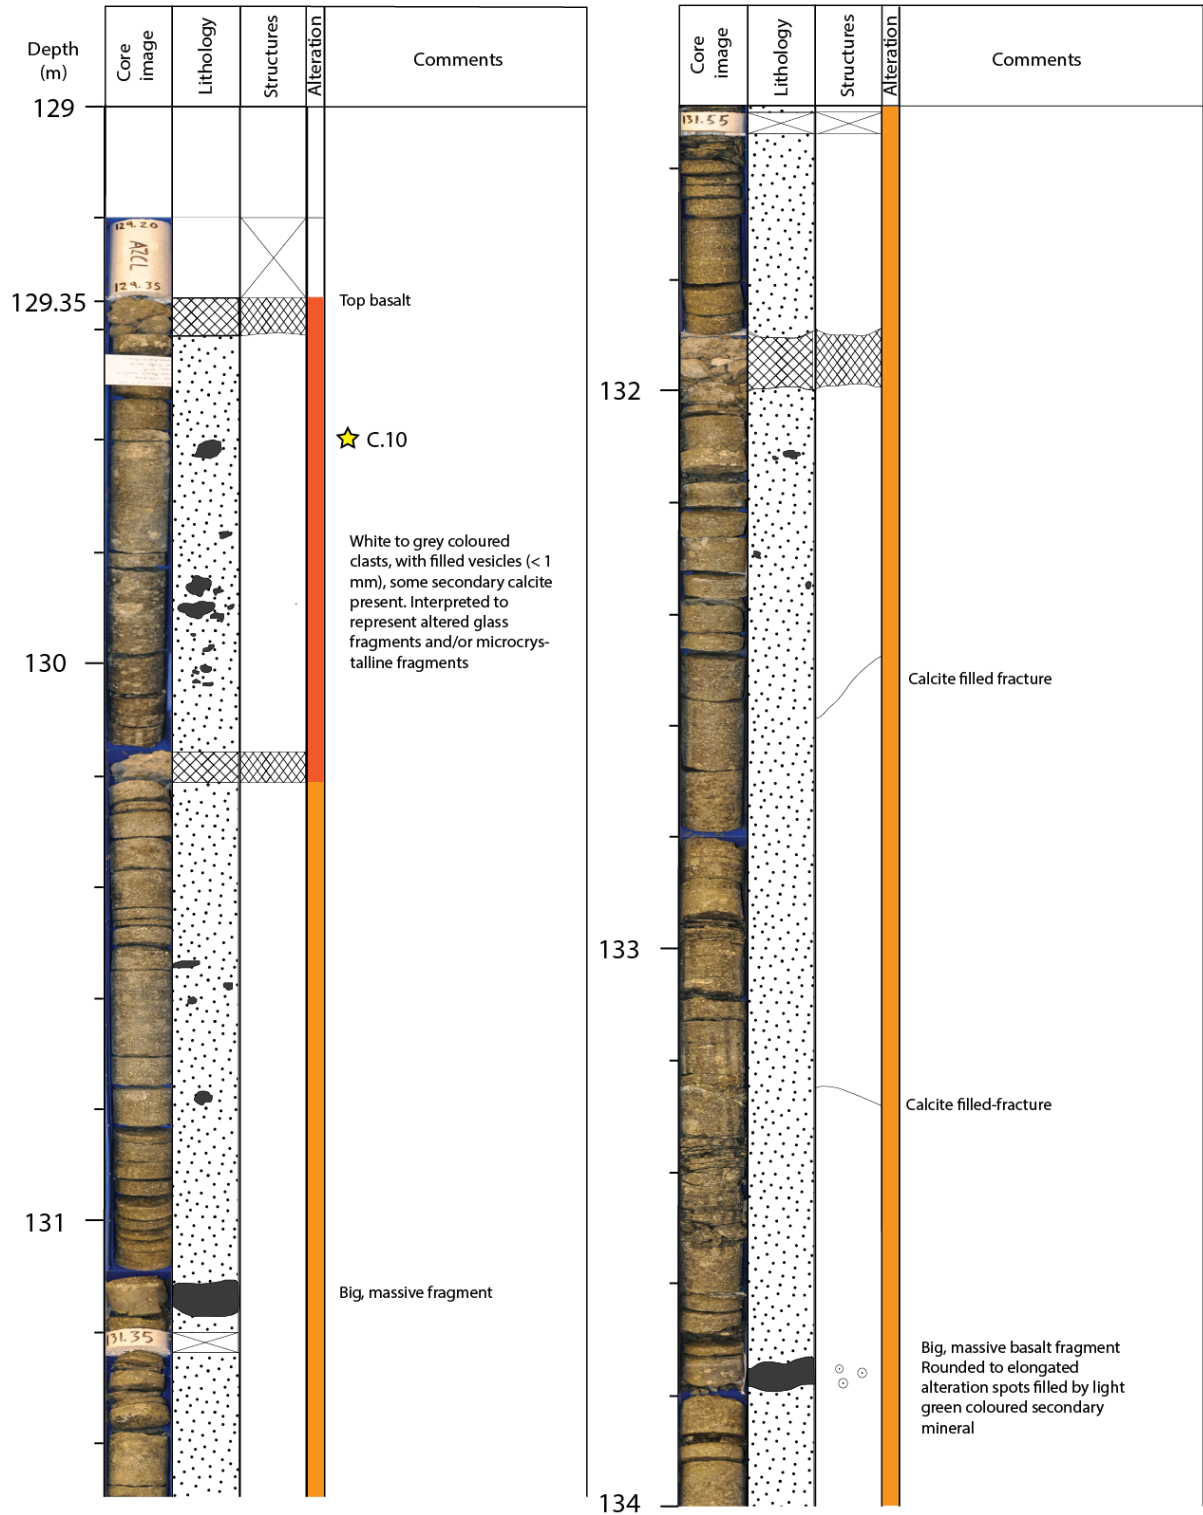 Depth
(m)
Core
image
Lithology
Structures
Alteration
Comments
129
129.20
AZCL
129.35
129.35
Top basalt
C.10
White to grey coloured
clasts, with filled vesicles (< 1
mm), some secondary calcite
present. Interpreted to
represent altered glass
fragments and/or microcrys-
talline fragments
130
131
Big, massive fragment
131.35
Core
image
Lithology
Structures
Alteration
Comments
131.55
132
Calcite filled fracture
133
Calcite filled-fracture
Big, massive basalt fragment
Rounded to elongated
alteration spots filled by light
green coloured secondary
mineral
134